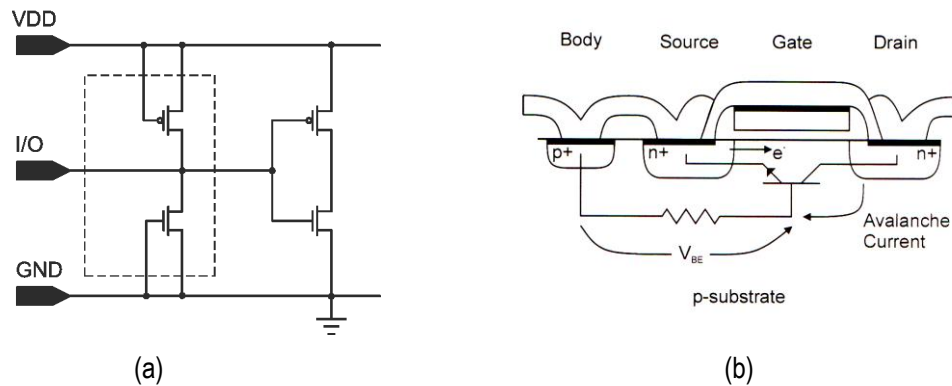 VDD
I/O
GND
(a)
Body Source Gate Drain
p+ n+ e- n+
Avalanche
Current
VBE
p-substrate
(b)